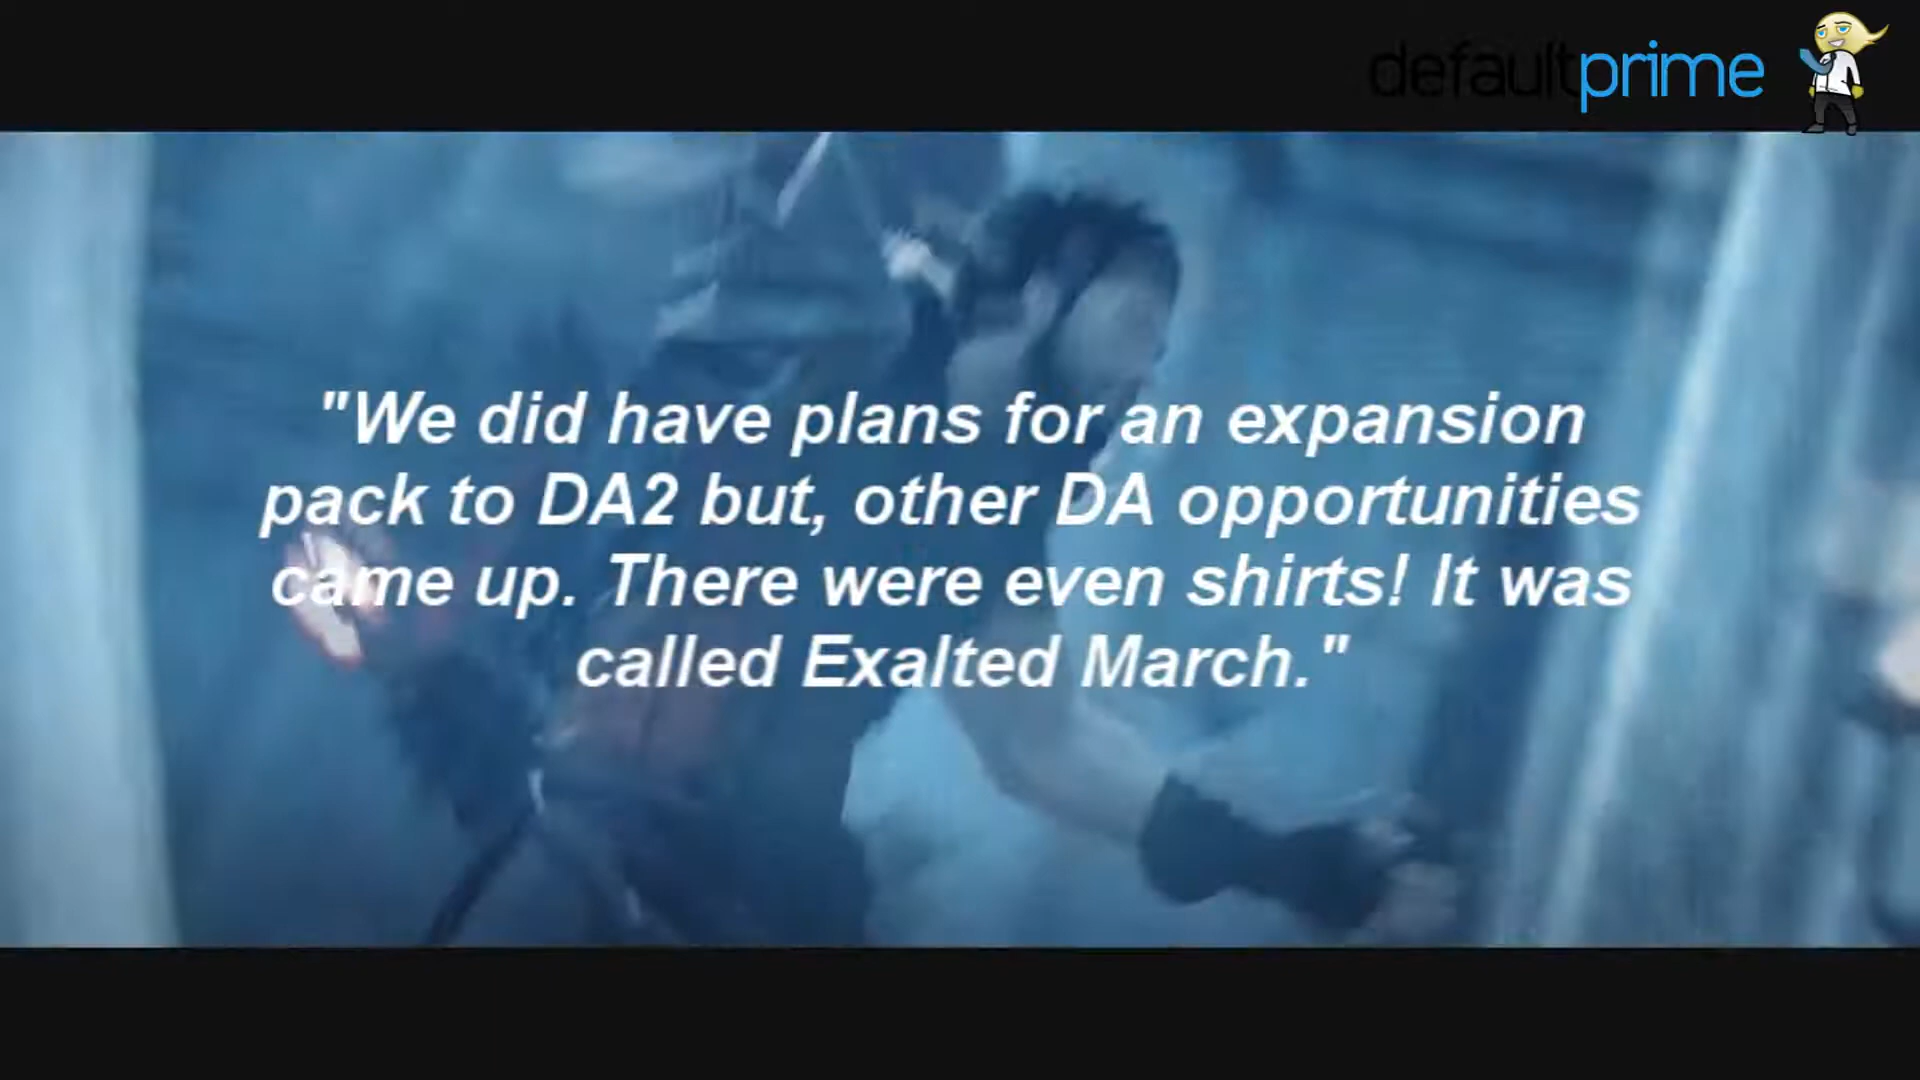 defaultprime
"We did have plans for an expansion
pack to DA2 but, other DA opportunities
came up. There were even shirts! It was
called Exalted March."